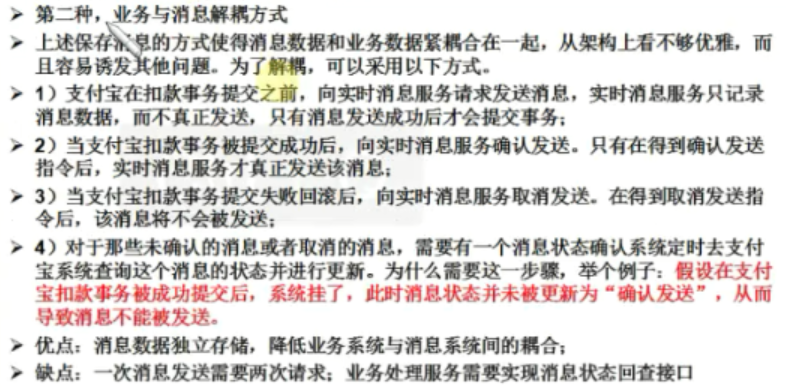 ➤ 第二种，业务与消息解耦方式
➤ 上述保存消息的方式使得消息数据和业务数据紧耦合在一起，从架构上看不够优雅，而
且容易诱发其他问题。为了解耦，可以采用以下方式。
➤ 1）支付宝在扣款事务提交之前，向实时消息服务请求发送消息，实时消息服务只记录
消息数据，而不真正发送，只有消息发送成功后才会提交事务；
➤ 2）当支付宝扣款事务被提交成功后，向实时消息服务确认发送。只有在得到确认发送
指令后，实时消息服务才真正发送该消息；
➤ 3）当支付宝扣款事务提交失败回滚后，向实时消息服务取消发送。在得到取消发送指
令后，该消息将不会被发送；
➤ 4）对于那些未确认的消息或者取消的消息，需要有一个消息状态确认系统定时去支付
宝系统查询这个消息的状态并进行更新。为什么需要这一步骤，举个例子：假设在支付
宝扣款事务被成功提交后，系统挂了，此时消息状态并未被更新为“确认发送”，从而
导致消息不能被发送。
➤ 优点：消息数据独立存储，降低业务系统与消息系统间的耦合；
➤ 缺点：一次消息发送需要两次请求；业务处理服务需要实现消息状态回查接口